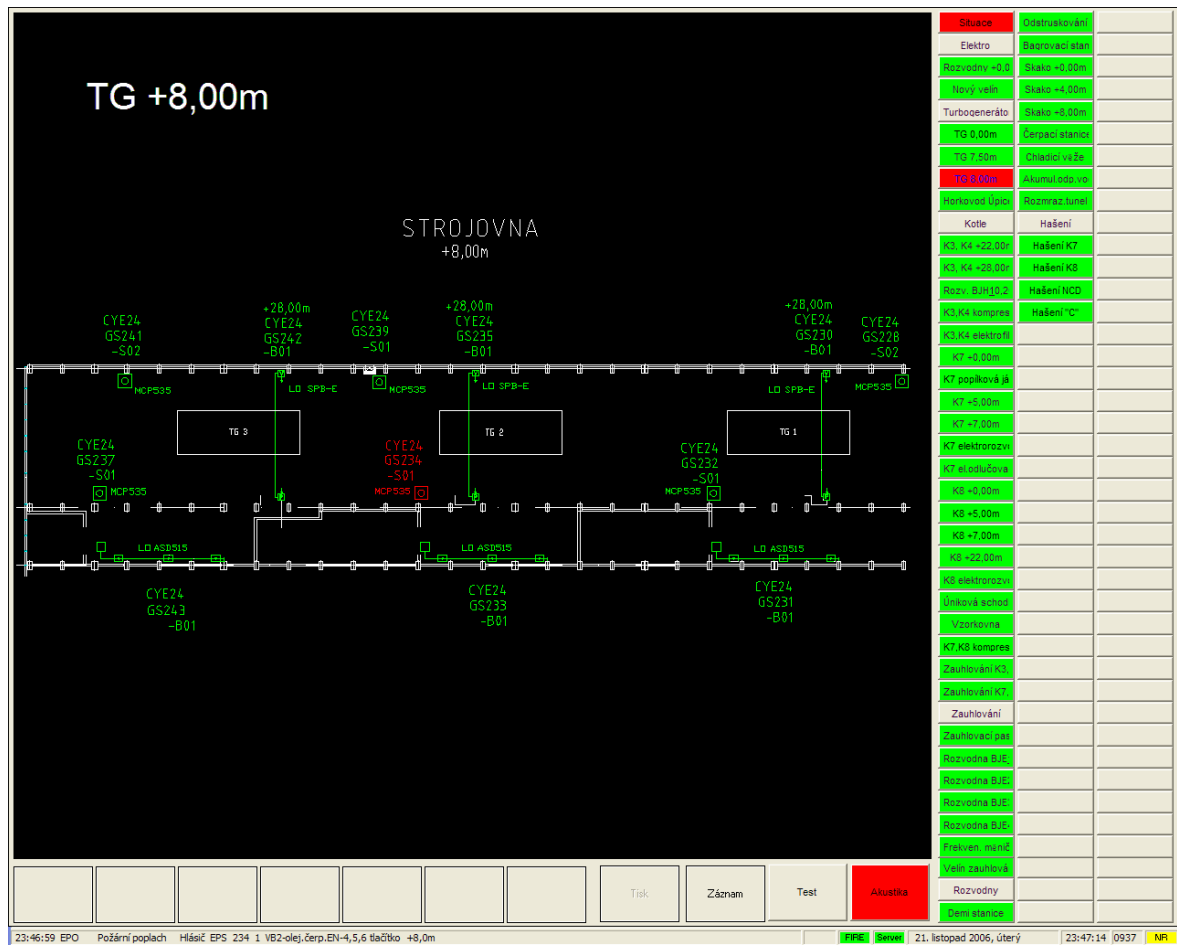 TG +8,00m
STROJOVNA
+8,00m
CYE24
GS241
-S02
+28,00m
CYE24
GS242
-B01
CYE24
GS239
-S01
+28,00m
CYE24
GS235
-B01
+28,00m
CYE24
GS230
-B01
CYE24
GS228
-S02
MCP535
LO SPB-E
MCP535
LO SPB-E
LO SPB-E
MCP535
TG 3
TG 2
TG 1
CYE24
GS237
-S01
MCP535
CYE24
GS234
-S01
MCP535
CYE24
GS232
-S01
MCP535
LO ASD515
LO ASD515
LO ASD515
CYE24
GS243
-B01
CYE24
GS233
-B01
CYE24
GS231
-B01
Situace
Elektro
Rozvodny +0,0
Nový velín
Turbogeneráto
TG 0,00m
TG 7,50m
TG 8,00m
Horkovod Úpic
Kotle
K3, K4 +22,00r
K3, K4 +28,00r
Rozv. BJH10,2
K3,K4 kompres
K3,K4 elektrofil
K7 +0,00m
K7 popílková já
K7 +5,00m
K7 +7,00m
K7 elektrorozv
K7 el.odlučova
K8 +0,00m
K8 +5,00m
K8 +7,00m
K8 +22,00m
K8 elektrorozv
Úniková schod
Vzorkovna
K7,K8 kompres
Zauhlování K3,
Zauhlování K7,
Zauhlování
Zauhlovací pas
Rozvodna BJE
Rozvodna BJE
Rozvodna BJE
Rozvodna BJE
Frekven. měnič
Velín zauhlová
Rozvodny
Demi stanice
Odstruskování
Bagrovací stan
Skako +0,00m
Skako +4,00m
Skako +8,00m
Čerpací stanice
Chladicí věže
Akumul.odp.vo
Rozmraz.tunel
Hašení
Hašení K7
Hašení K8
Hašení NCD
Hašení "C"
Tisk
Záznam
Test
Akustika
23:46:59 EPO Požární poplach Hlásič EPS 234 1 VB2-olej.čerp.EN-4,5,6 tlačítko +8,0m
FIRE Server 21. listopad 2006, úterý 23:47:14 0937 NR